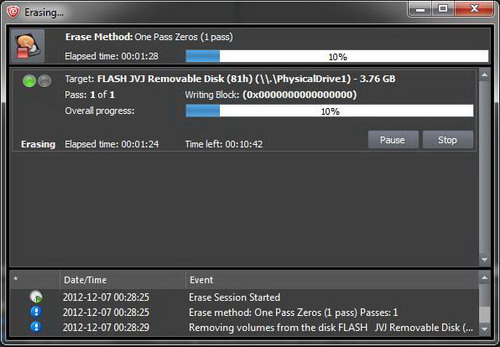 Erasing...
Erase Method: One Pass Zeros (1 pass)
Elapsed time: 00:01:28
10%
Target: FLASH JVJ Removable Disk (81h) (\\.\PhysicalDrive1) - 3.76 GB
Pass: 1 of 1 Writing Block: (0x0000000000000000)
Overall progress: 10%
Erasing Elapsed time: 00:01:24 Time left: 00:10:42 Pause Stop
* Date/Time Event
2012-12-07 00:28:25 Erase Session Started
2012-12-07 00:28:25 Erase method: One Pass Zeros (1 pass) Passes: 1
2012-12-07 00:28:29 Removing volumes from the disk FLASH JVJ Removable Disk (...